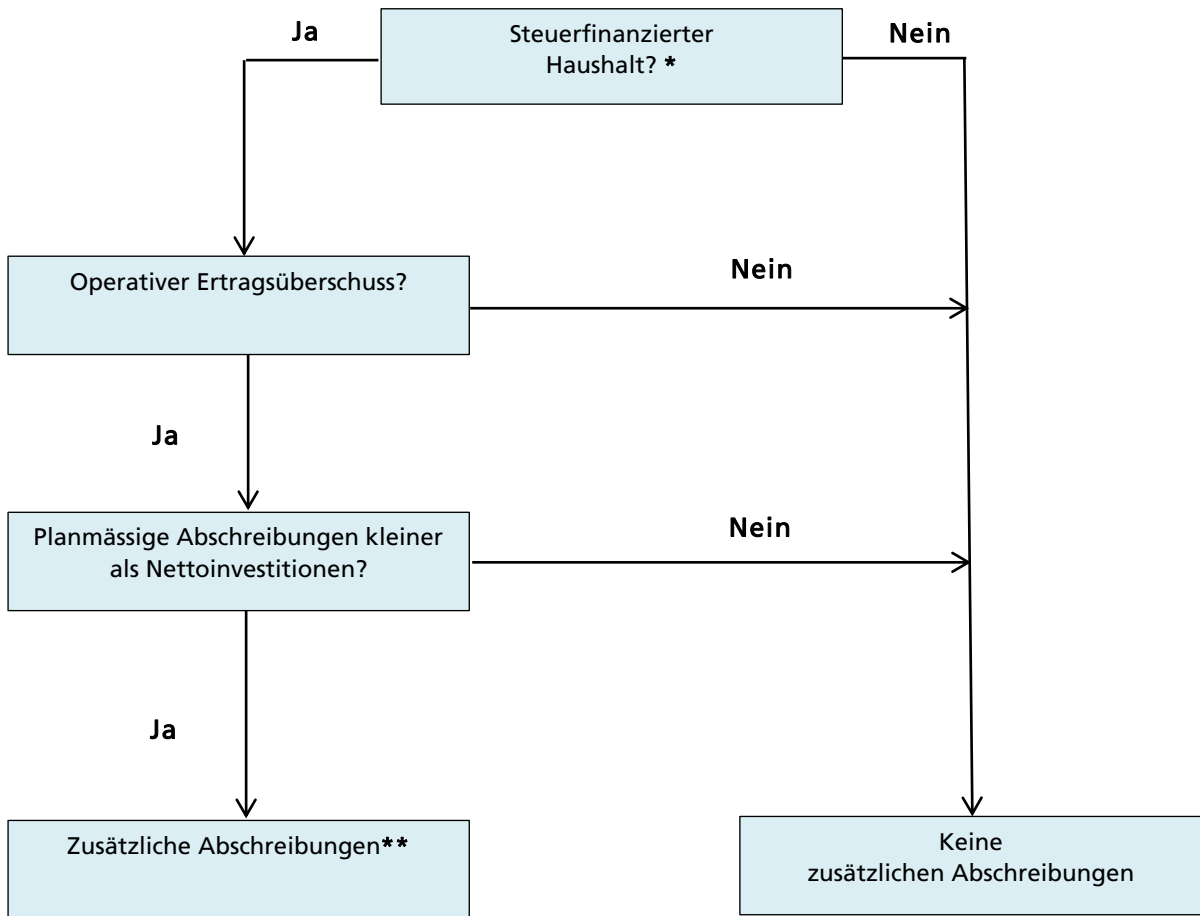 Ja
Steuerfinanzierter
Haushalt? *
Nein
Operativer Ertragsüberschuss?
Nein
Ja
Planmässige Abschreibungen kleiner
als Nettoinvestitionen?
Nein
Ja
Zusätzliche Abschreibungen**
Keine
zusätzlichen Abschreibungen